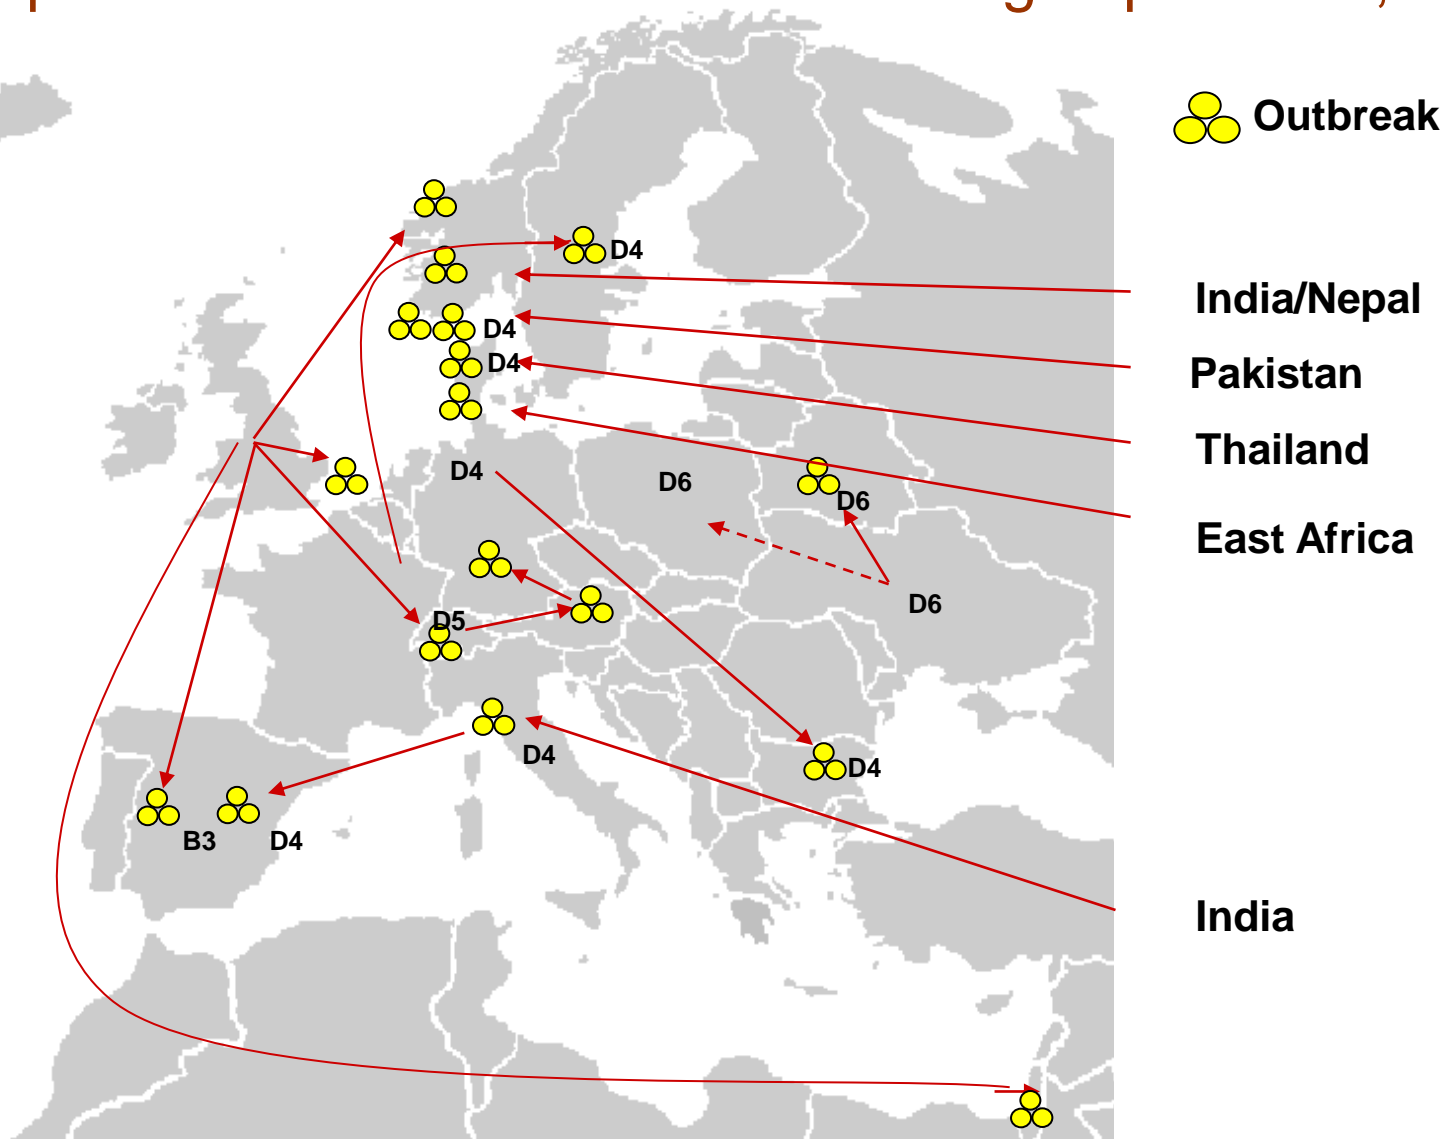 Outbreak
D4
India/Nepal
D4
D4
Pakistan
Thailand
D4
D6
D6
East Africa
D6
D5
D4
D4
B3
D4
India